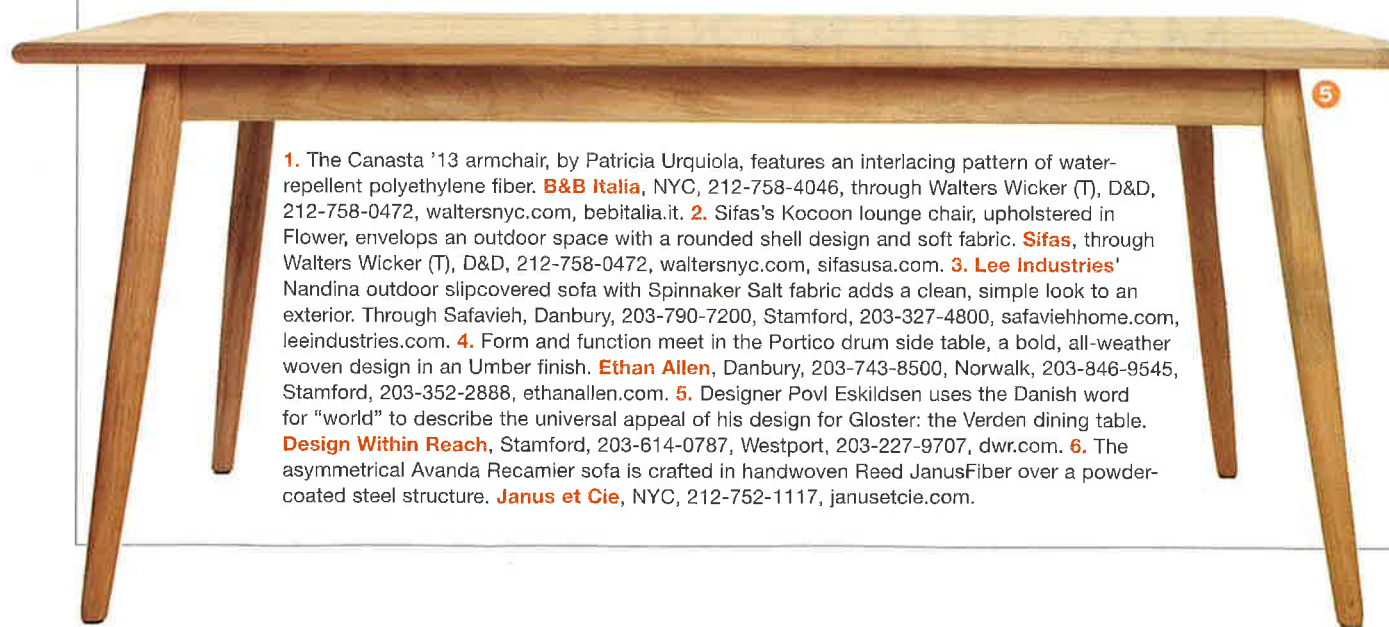 5
1. The Canasta ’13 armchair, by Patricia Urquiola, features an interlacing pattern of water-
repellent polyethylene fiber. B&B Italia, NYC, 212-758-4046, through Walters Wicker (T), D&D,
212-758-0472, waltersnyc.com, bebitalia.it. 2. Sifas’s Kocoon lounge chair, upholstered in
Flower, envelops an outdoor space with a rounded shell design and soft fabric. Sifas, through
Walters Wicker (T), D&D, 212-758-0472, waltersnyc.com, sifasusa.com. 3. Lee Industries’
Nandina outdoor slipcovered sofa with Spinnaker Salt fabric adds a clean, simple look to an
exterior. Through Safavieh, Danbury, 203-790-7200, Stamford, 203-327-4800, safaviehhome.com,
leeindustries.com. 4. Form and function meet in the Portico drum side table, a bold, all-weather
woven design in an Umber finish. Ethan Allen, Danbury, 203-743-8500, Norwalk, 203-846-9545,
Stamford, 203-352-2888, ethanallen.com. 5. Designer Povl Eskildsen uses the Danish word
for “world” to describe the universal appeal of his design for Gloster: the Verden dining table.
Design Within Reach, Stamford, 203-614-0787, Westport, 203-227-9707, dwr.com. 6. The
asymmetrical Avanda Recamier sofa is crafted in handwoven Reed JanusFiber over a powder-
coated steel structure. Janus et Cie, NYC, 212-752-1117, janusetcie.com.